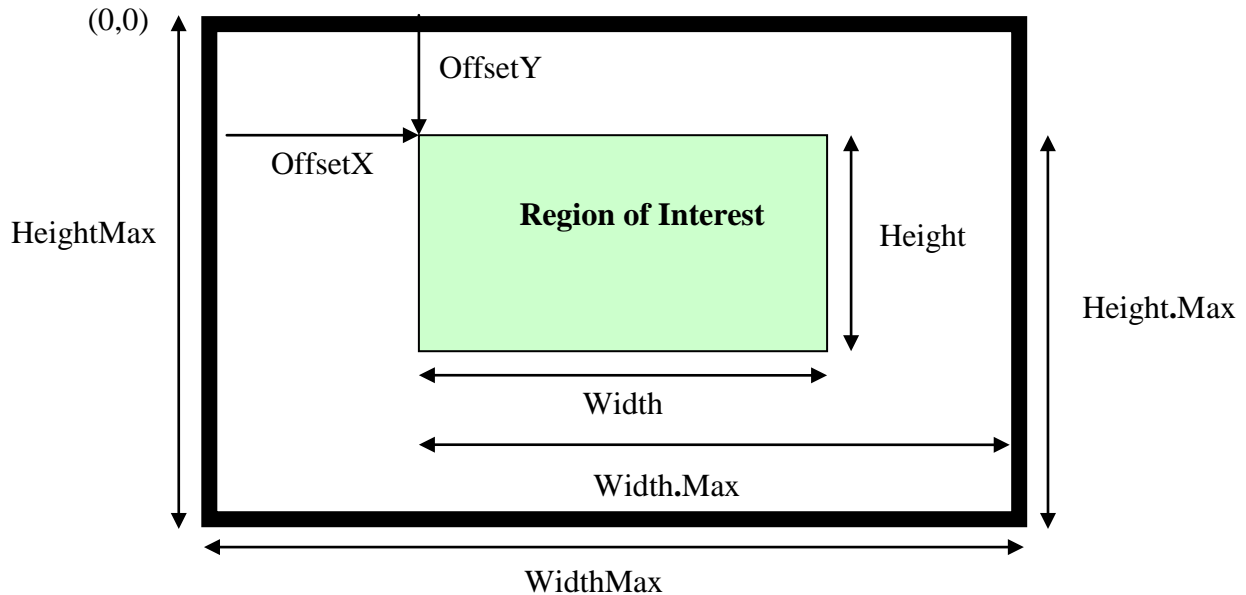 (0,0)
OffsetY
OffsetX
Region of Interest
HeightMax
Height
Height.Max
Width
Width.Max
WidthMax